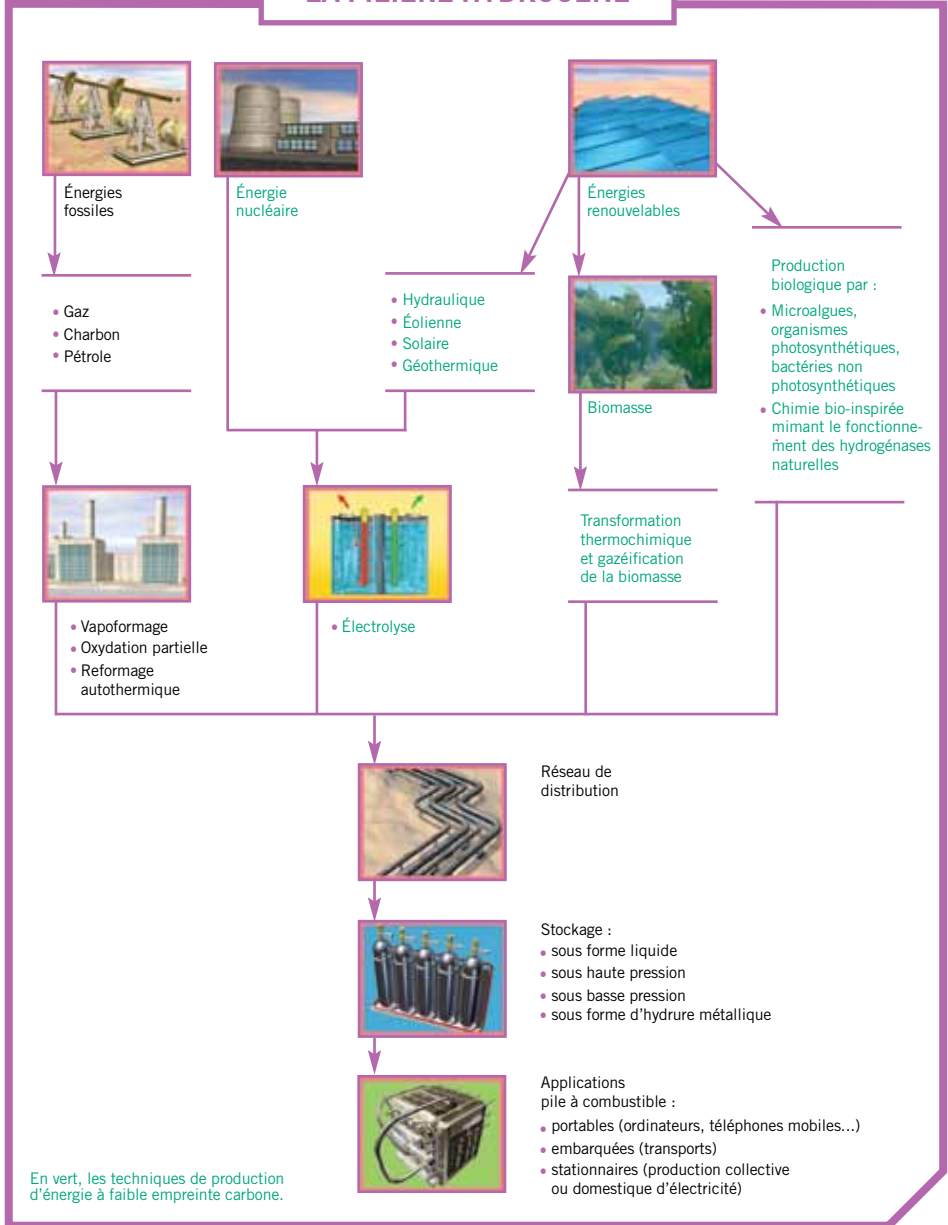 LA FILIÈRE HYDROGÈNE
Énergies
fossiles
Énergie
nucléaire
Énergies
renouvelables
• Gaz
• Charbon
• Pétrole
• Hydraulique
• Éolienne
• Solaire
• Géothermique
Biomasse
Production
biologique par :
• Microalgues,
organismes
photosynthétiques,
bactéries non
photosynthétiques
• Chimie bio-inspirée
mimant le fonctionne-
ment des hydrogénases
naturelles
• Vapoformage
• Oxydation partielle
• Reformage
autothermique
• Électrolyse
Transformation
thermochimique
et gazéification
de la biomasse
Réseau de
distribution
Stockage :
• sous forme liquide
• sous haute pression
• sous basse pression
• sous forme d'hydrure métallique
Applications
pile à combustible :
• portables (ordinateurs, téléphones mobiles...)
• embarquées (transports)
• stationnaires (production collective
ou domestique d'électricité)
En vert, les techniques de production
d'énergie à faible empreinte carbone.